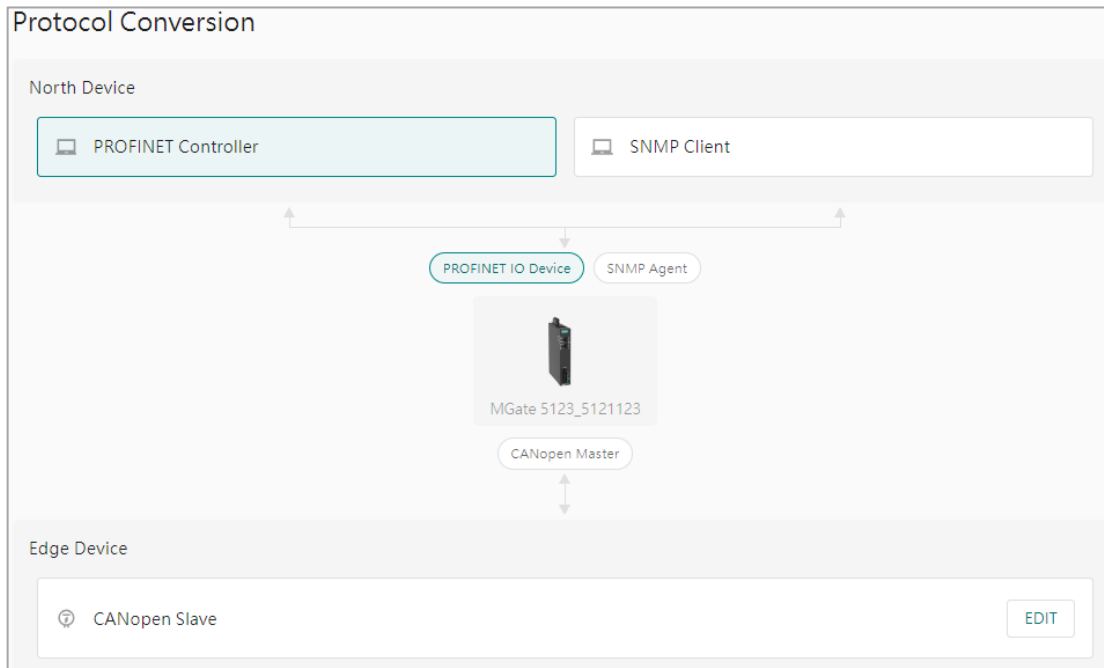 Protocol Conversion
North Device
PROFINET Controller
SNMP Client
PROFINET IO Device
SNMP Agent
MGate 5123_5121123
CANopen Master
Edge Device
CANopen Slave
EDIT